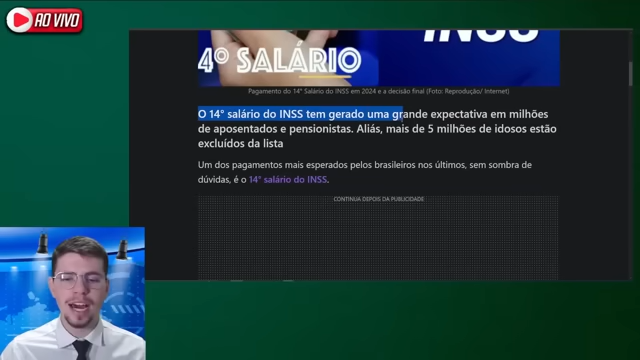 AO VIVO
4º SALÁRIO
INSS
Pagamento do 14° Salário do INSS em 2024 e a decisão final (Foto: Reprodução/ Internet)
O 14° salário do INSS tem gerado uma grande expectativa em milhões
de aposentados e pensionistas. Aliás, mais de 5 milhões de idosos estão
excluídos da lista
Um dos pagamentos mais esperados pelos brasileiros nos últimos, sem sombra de
dúvidas, é o 14° salário do INSS.
CONTINUA DEPOIS DA PUBLICIDADE